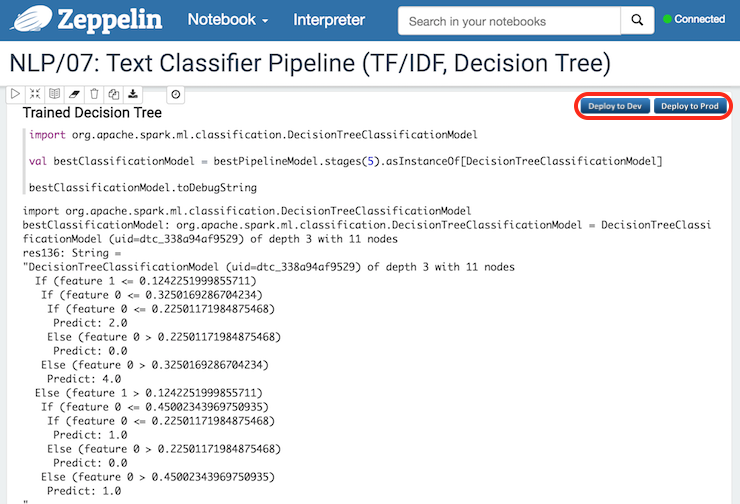 Zeppelin Notebook Interpreter Search in your notebooks Connected
NLP/07: Text Classifier Pipeline (TF/IDF, Decision Tree)
Trained Decision Tree Deploy to Dev Deploy to Prod
import org.apache.spark.ml.classification.DecisionTreeClassificationModel
val bestClassificationModel = bestPipelineModel.stages(5).asInstanceOf[DecisionTreeClassificationModel]
bestClassificationModel.toDebugString
import org.apache.spark.ml.classification.DecisionTreeClassificationModel
bestClassificationModel: org.apache.spark.ml.classification.DecisionTreeClassificationModel = DecisionTreeClassi
ficationModel (uid=dtc_338a94af9529) of depth 3 with 11 nodes
res136: String =
"DecisionTreeClassificationModel (uid=dtc_338a94af9529) of depth 3 with 11 nodes
If (feature 1 <= 0.1242251999855711)
If (feature 0 <= 0.3250169286704234)
If (feature 0 <= 0.22501171984875468)
Predict: 2.0
Else (feature 0 > 0.22501171984875468)
Predict: 0.0
Else (feature 0 > 0.3250169286704234)
Predict: 4.0
Else (feature 1 > 0.1242251999855711)
If (feature 0 <= 0.45002343969750935)
If (feature 0 <= 0.22501171984875468)
Predict: 1.0
Else (feature 0 > 0.22501171984875468)
Predict: 0.0
Else (feature 0 > 0.45002343969750935)
Predict: 1.0
"